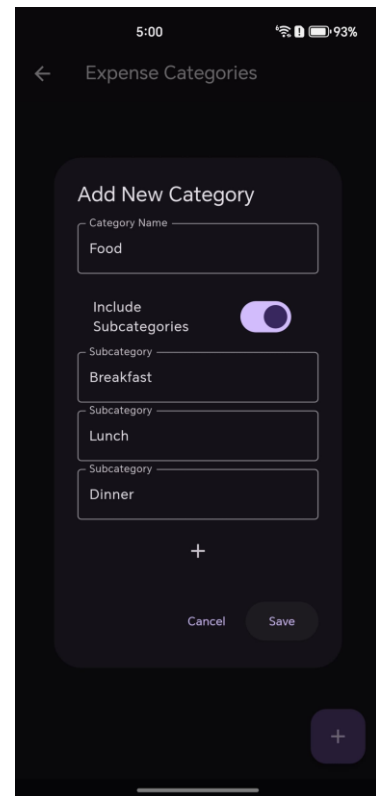 5:00
93%
Expense Categories
Add New Category
Category Name
Food
Include
Subcategories
Subcategory
Breakfast
Subcategory
Lunch
Subcategory
Dinner
+
Cancel Save
+